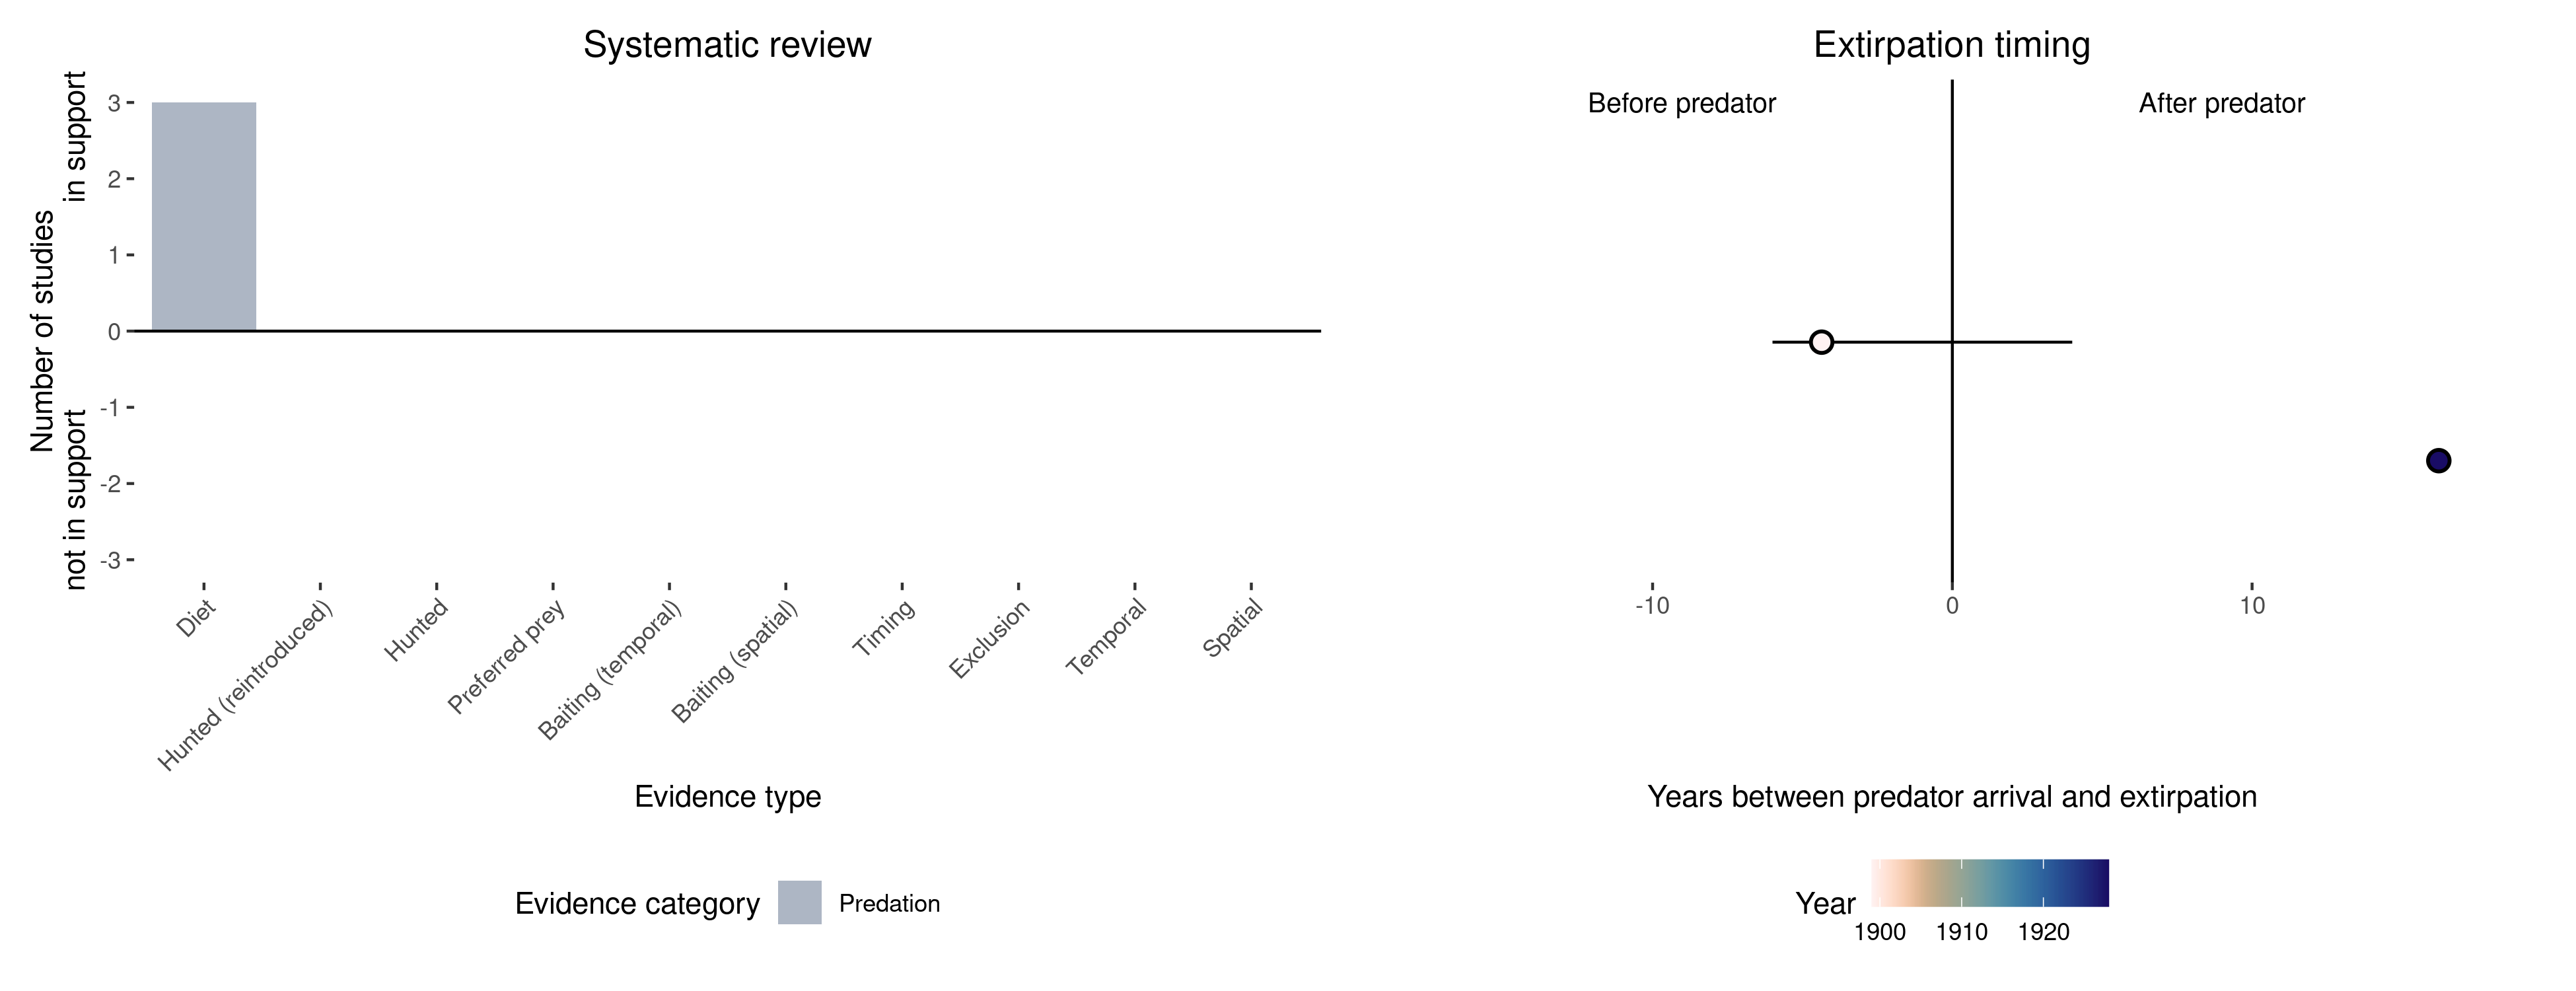 Systematic review
Number of studies
in support
not in support
3
2
1
0
-1
-2
-3
Diet
Hunted (reintroduced)
Hunted
Preferred prey
Baiting (temporal)
Baiting (spatial)
Timing
Exclusion
Temporal
Spatial
Evidence type
Evidence category
Predation
Extirpation timing
Before predator
After predator
-10
0
10
Years between predator arrival and extirpation
Year
1900
1910
1920